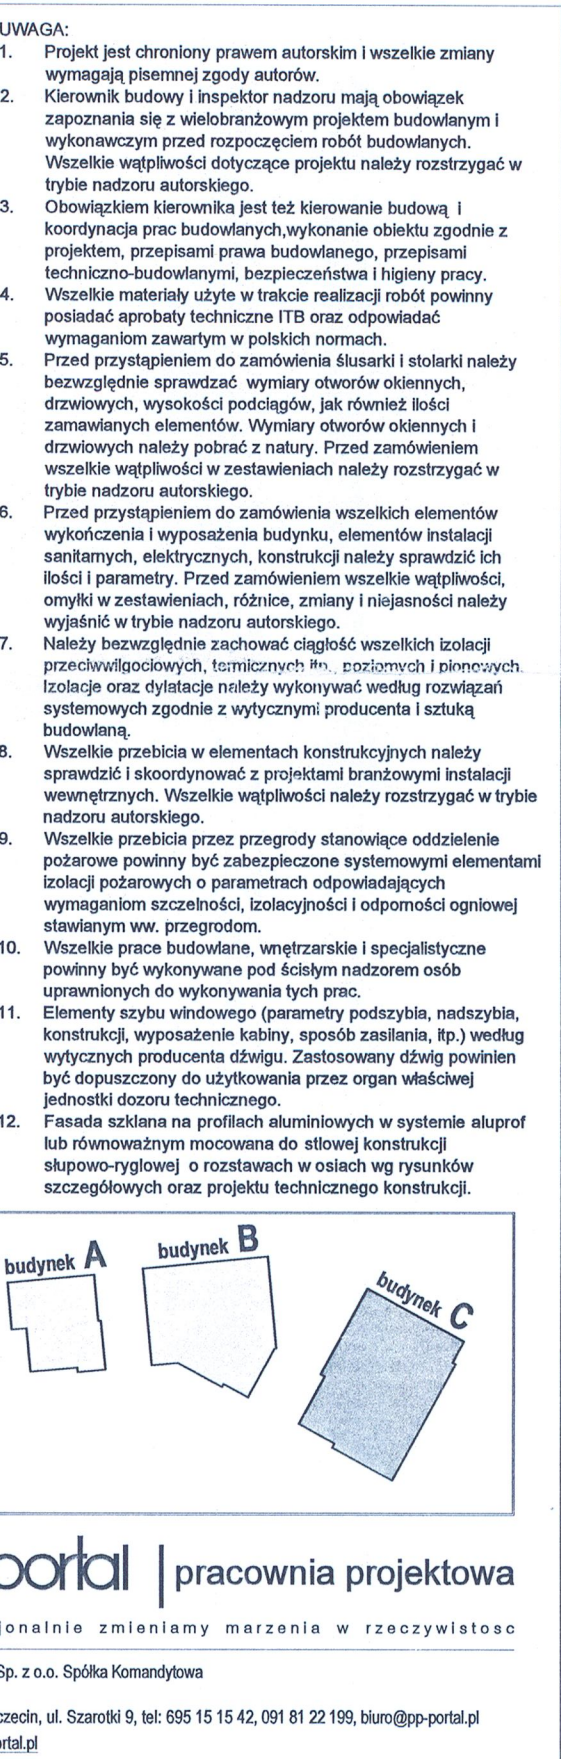 UWAGA:
1. Projekt jest chroniony prawem autorskim i wszelkie zmiany
wymagają pisemnej zgody autorów.
2. Kierownik budowy i inspektor nadzoru mają obowiązek
zapoznania się z wielobranżowym projektem budowlanym i
wykonawczym przed rozpoczęciem robót budowlanych.
Wszelkie wątpliwości dotyczące projektu należy rozstrzygać w
trybie nadzoru autorskiego.
3. Obowiązkiem kierownika jest też kierowanie budową i
koordynacja prac budowlanych,wykonanie obiektu zgodnie z
projektem, przepisami prawa budowlanego, przepisami
techniczno-budowlanymi, bezpieczeństwa i higieny pracy.
4. Wszelkie materiały użyte w trakcie realizacji robót powinny
posiadać aprobaty techniczne ITB oraz odpowiadać
wymaganiom zawartym w polskich normach.
5. Przed przystąpieniem do zamówienia ślusarki i stolarki należy
bezwzględnie sprawdzać wymiary otworów okiennych,
drzwiowych, wysokości podciągów, jak również ilości
zamawianych elementów. Wymiary otworów okiennych i
drzwiowych należy pobrać z natury. Przed zamówieniem
wszelkie wątpliwości w zestawieniach należy rozstrzygać w
trybie nadzoru autorskiego.
6. Przed przystąpieniem do zamówienia wszelkich elementów
wykończenia i wyposażenia budynku, elementów instalacji
sanitarnych, elektrycznych, konstrukcji należy sprawdzić ich
ilości i parametry. Przed zamówieniem wszelkie wątpliwości,
omyłki w zestawieniach, różnice, zmiany i niejasności należy
wyjaśnić w trybie nadzoru autorskiego.
7. Należy bezwzględnie zachować ciągłość wszelkich izolacji
przeciwwilgociowych, termicznych itp., poziomych i pionowych.
Izolacje oraz dylatacje należy wykonywać według rozwiązań
systemowych zgodnie z wytycznymi producenta i sztuką
budowlaną.
8. Wszelkie przebicia w elementach konstrukcyjnych należy
sprawdzić i skoordynować z projektami branżowymi instalacji
wewnętrznych. Wszelkie wątpliwości należy rozstrzygać w trybie
nadzoru autorskiego.
9. Wszelkie przebicia przez przegrody stanowiące oddzielenie
pożarowe powinny być zabezpieczone systemowymi elementami
izolacji pożarowych o parametrach odpowiadających
wymaganiom szczelności, izolacyjności i odporności ogniowej
stawianym ww. przegrodom.
10. Wszelkie prace budowlane, wnętrzarskie i specjalistyczne
powinny być wykonywane pod ścisłym nadzorem osób
uprawnionych do wykonywania tych prac.
11. Elementy szybu windowego (parametry podszybia, nadszybia,
konstrukcji, wyposażenie kabiny, sposób zasilania, itp.) według
wytycznych producenta dźwigu. Zastosowany dźwig powinien
być dopuszczony do użytkowania przez organ właściwej
jednostki dozoru technicznego.
12. Fasada szklana na profilach aluminiowych w systemie aluprof
lub równoważnym mocowana do stlowej konstrukcji
słupowo-ryglowej o rozstawach w osiach wg rysunków
szczegółowych oraz projektu technicznego konstrukcji.
budynek A
budynek B
budynek C
portal | pracownia projektowa
jonalnie zmieniamy marzenia w rzeczywistosc
Sp. z o.o. Spółka Komandytowa
zczecin, ul. Szarotki 9, tel: 695 15 15 42, 091 81 22 199, biuro@pp-portal.pl
rtal.pl